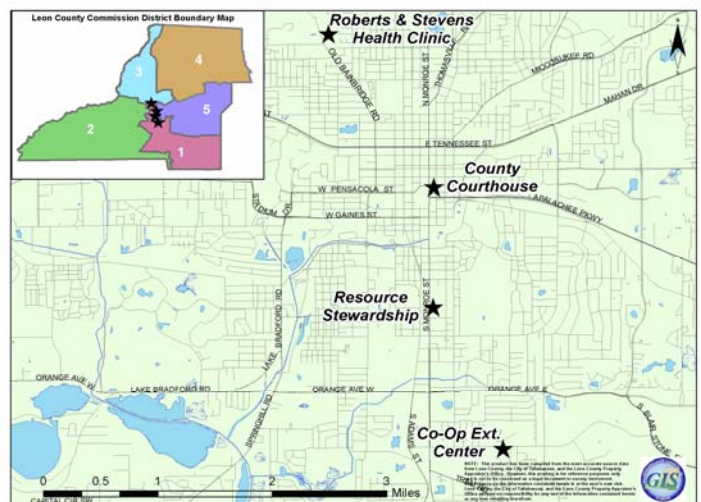 Leon County Commission District Boundary Map
3
4
5
2
1
Roberts & Stevens
Health Clinic
OLD BAINBRIDGE RD
N MONROE ST
THOMASVILLE
MICCOSUKEE RD
MAHAN DR
ST
E TENNESSEE ST
County
Courthouse
W PENSACOLA ST
STADIUM DR
W GAINES ST
APALACHEE PKWY
Resource
Stewardship
S MONROE ST
LAKE BRADFORD RD
ORANGE AVE W
LAKE BRADFORD RD
ORANGE AVE W
ORANGE AVE E
SPRINGHILL RD
S ADAMS ST
S BLAIR STONE
Co-Op Ext.
Center
0 0.5 1 2 3
Miles
CAPITAL CIR SW
GIS